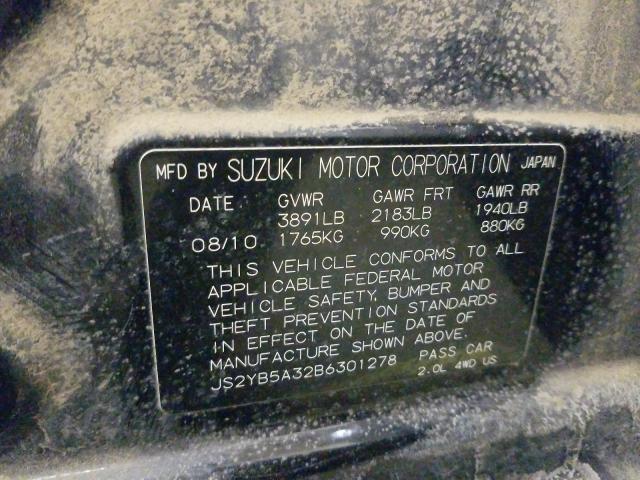 MFD BY SUZUKI MOTOR CORPORATION JAPAN
DATE GVWR GAWR FRT GAWR RR
3891LB 2183LB 1940LB
08/10 1765KG 990KG 880KG
THIS VEHICLE CONFORMS TO ALL
APPLICABLE FEDERAL MOTOR
VEHICLE SAFETY, BUMPER AND
THEFT PREVENTION STANDARDS
IN EFFECT ON THE DATE OF
MANUFACTURE SHOWN ABOVE.
JS2YB5A32B6301278 PASS CAR
2.0L 4WD US